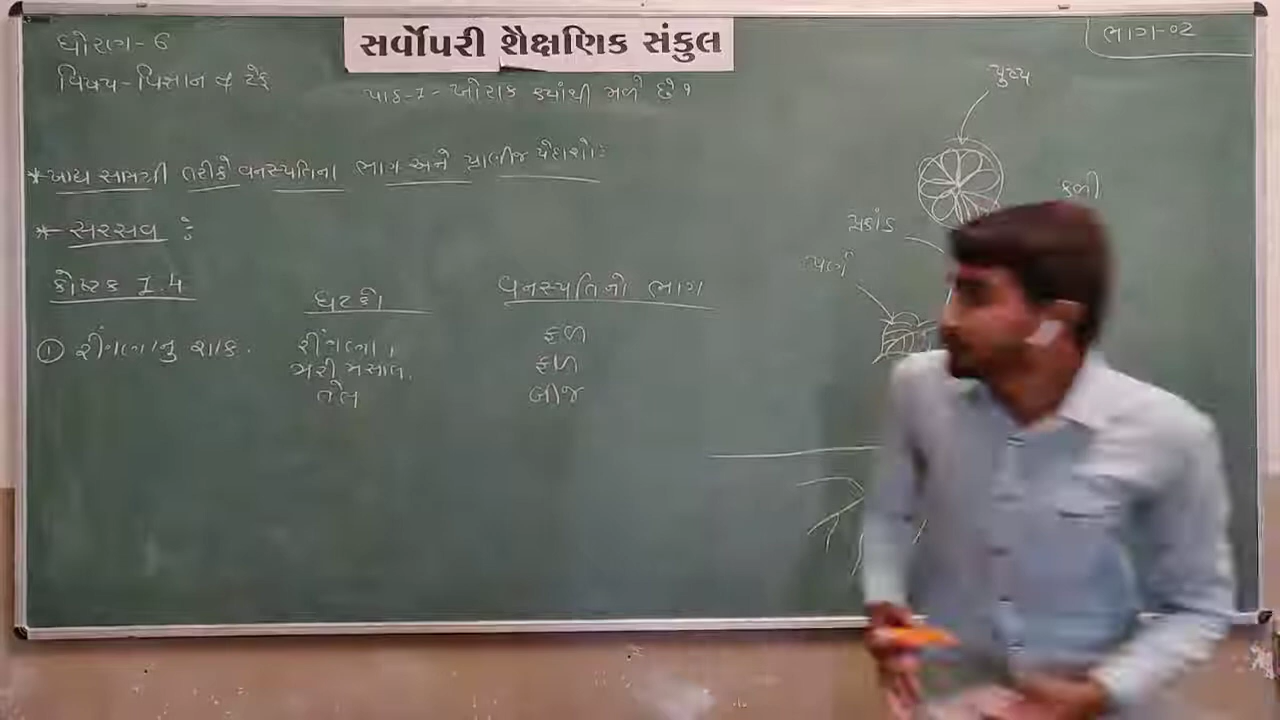 સર્વોપરી શૈક્ષણિક સંકુલ
ધોરણ-6
વિષય-વિજ્ઞાન & ટેક
ભાગ-02
પાઠ-1- ખોરાક ક્યાંથી મળે છે?
* ખાદ્ય સામગ્રી તરીકે વનસ્પતિના ભાગ અને પ્રાણીજ પેદાશો:
* સરસવ :
કોષ્ટક 1.4
ઘટકો
વનસ્પતિનો ભાગ
① રીંગણાનુ શાક.
રીંગણા
ફળ
મરી મસાલા
ફળ
તેલ
બીજ
પુષ્પ
કળી
પ્રકાંડ
પર્ણ